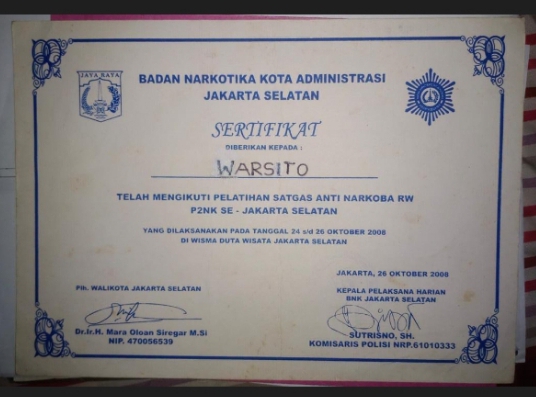 JAYA RAYA
BADAN NARKOTIKA KOTA ADMINISTRASI
JAKARTA SELATAN
SERTIFIKAT
DIBERIKAN KEPADA :
WARSITO
TELAH MENGIKUTI PELATIHAN SATGAS ANTI NARKOBA RW
P2NK SE - JAKARTA SELATAN
YANG DILAKSANAKAN PADA TANGGAL 24 s/d 26 OKTOBER 2008
DI WISMA DUTA WISATA JAKARTA SELATAN
JAKARTA, 26 OKTOBER 2008
Plh. WALIKOTA JAKARTA SELATAN
KEPALA PELAKSANA HARIAN
BNK JAKARTA SELATAN
Dr.Ir.H. Mara Oloan Siregar M.Si
NIP. 470056539
SUTRISNO, SH.
KOMISARIS POLISI NRP.61010333